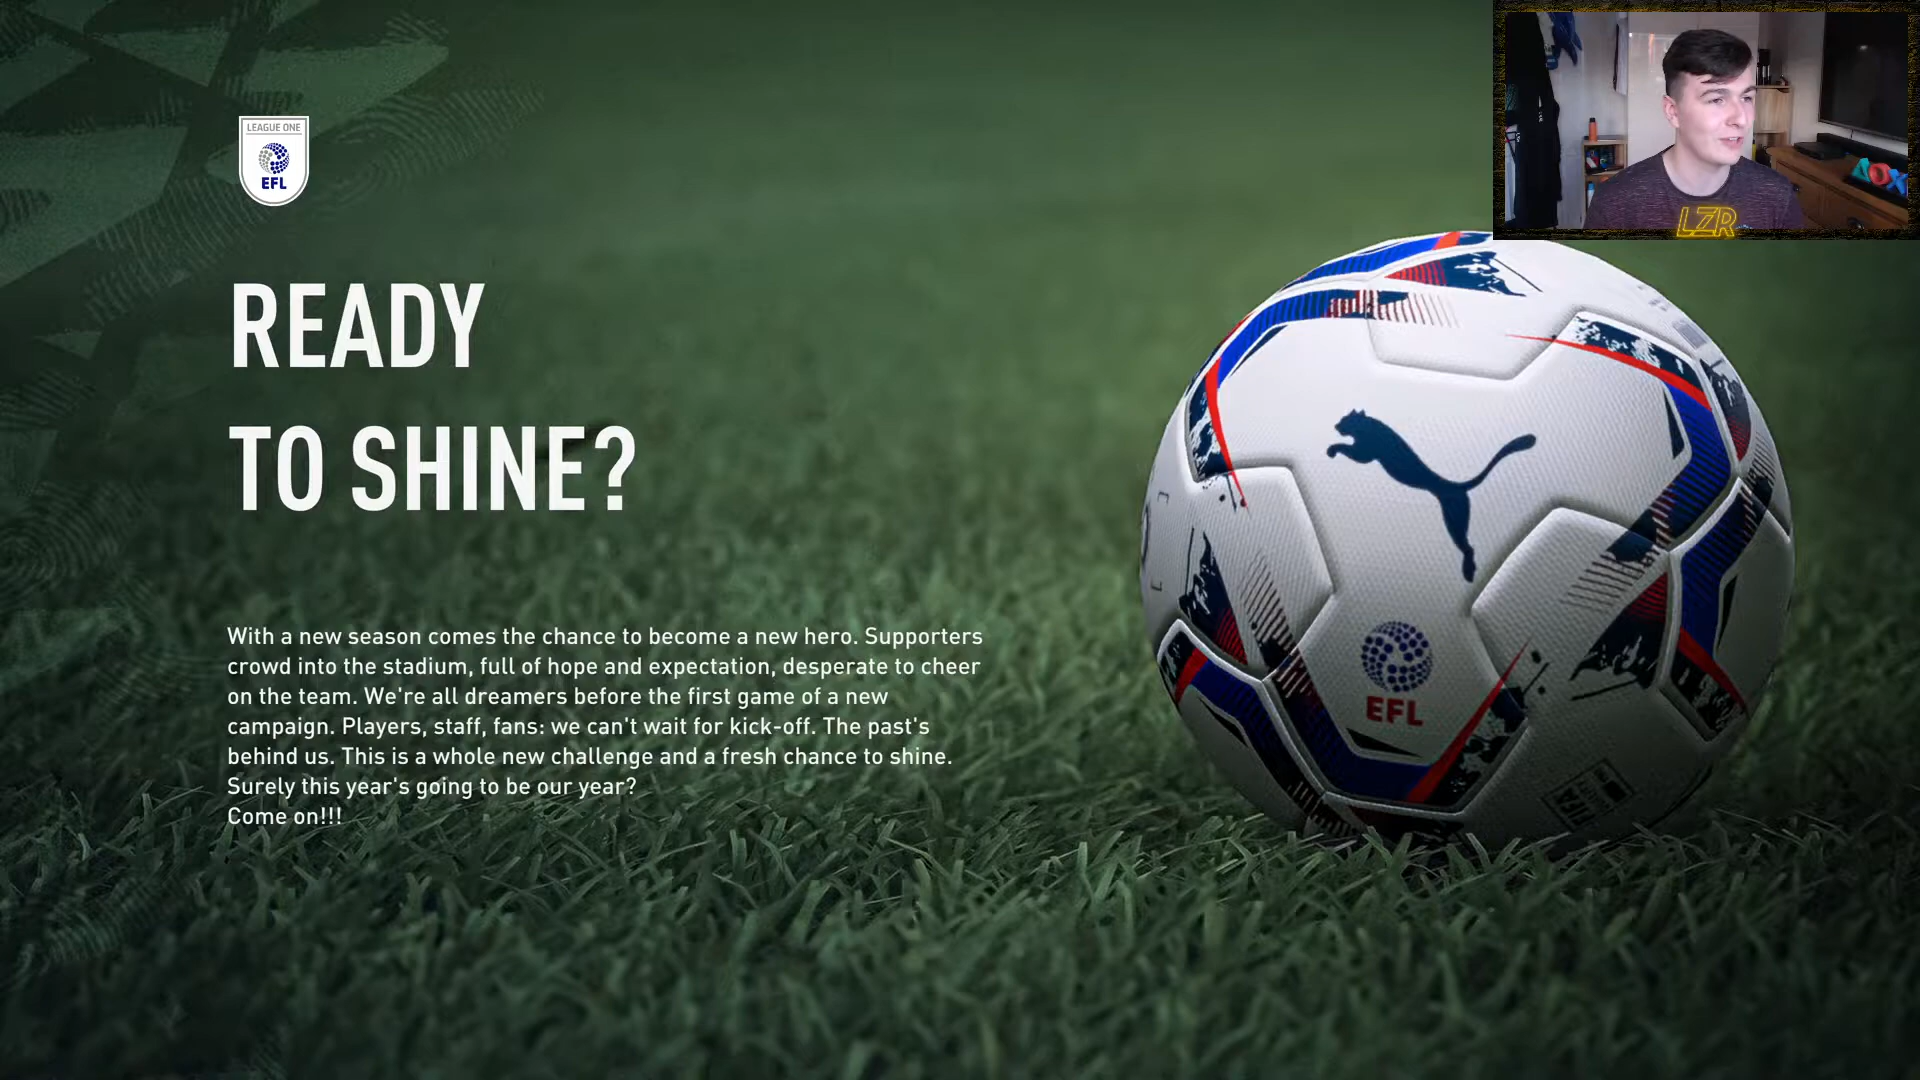 LEAGUE ONE
EFL
READY
TO SHINE?
With a new season comes the chance to become a new hero. Supporters
crowd into the stadium, full of hope and expectation, desperate to cheer
on the team. We're all dreamers before the first game of a new
campaign. Players, staff, fans: we can't wait for kick-off. The past's
behind us. This is a whole new challenge and a fresh chance to shine.
Surely this year's going to be our year?
Come on!!!
EFL
LZR